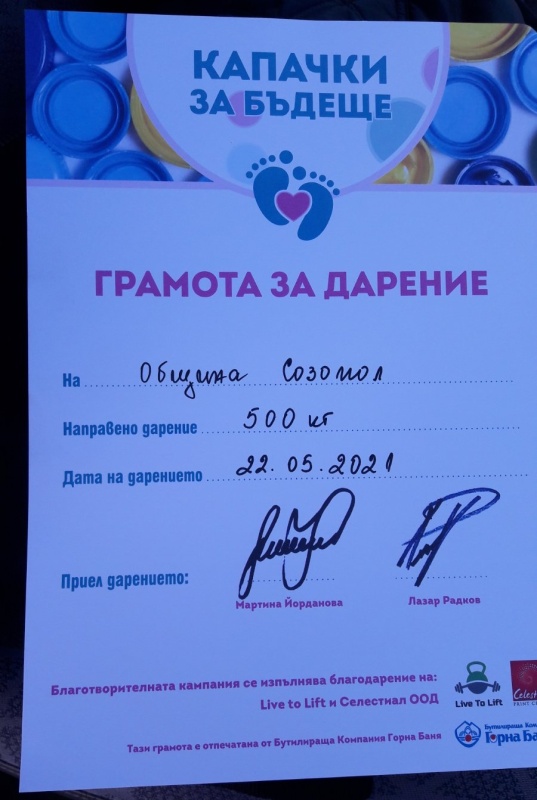 КАПАЧКИ
ЗА БЪДЕЩЕ
ГРАМОТА ЗА ДАРЕНИЕ
На Община Созопол
Направено дарение 500 кг
Дата на дарението 22.05.2021
Приел дарението:
Мартина Йорданова Лазар Радков
Благотворителната кампания се изпълнява благодарение на:
Live to Lift и Селестиал ООД
Live To Lift
Тази грамота е отпечатана от Бутилираща Компания Горна Баня
Бутилираща
Горна